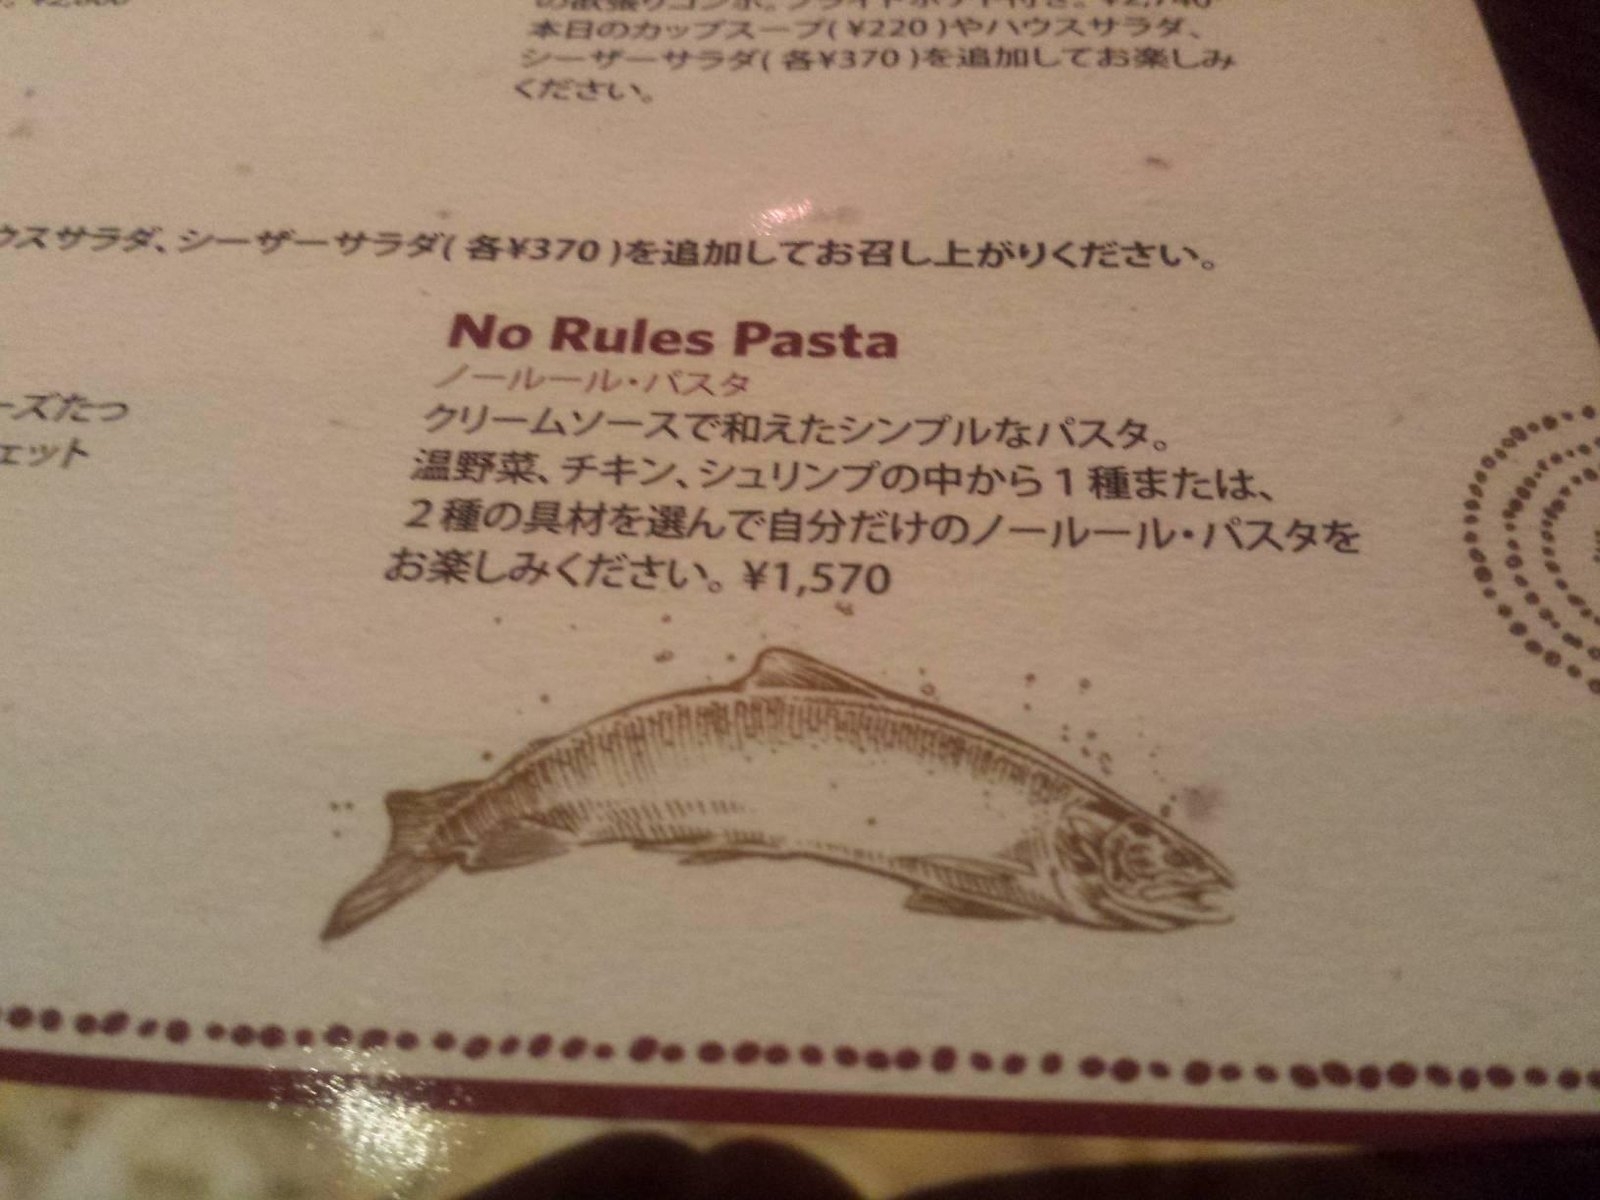 本日のカップスープ( ¥220 )やハウスサラダ、
シーザーサラダ( 各¥370 )を追加してお楽しみ
ください。
ウスサラダ、シーザーサラダ( 各¥370 )を追加してお召し上がりください。
ーズたっ
ェット
No Rules Pasta
ノールール・パスタ
クリームソースで和えたシンプルなパスタ。
温野菜、チキン、シュリンプの中から1種または、
2種の具材を選んで自分だけのノールール・パスタを
お楽しみください。¥1,570